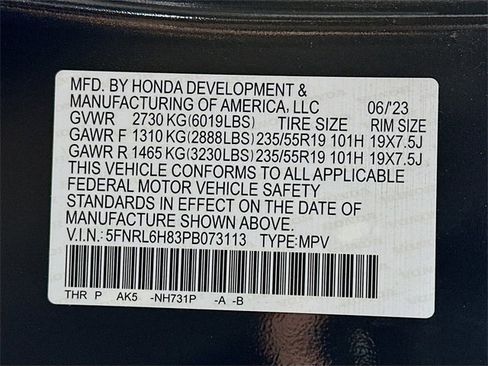 MFD. BY HONDA DEVELOPMENT &
MANUFACTURING OF AMERICA, LLC 06/'23
GVWR 2730 KG(6019LBS) TIRE SIZE RIM SIZE
GAWR F 1310 KG(2888LBS) 235/55R19 101H 19X7.5J
GAWR R 1465 KG(3230LBS) 235/55R19 101H 19X7.5J
THIS VEHICLE CONFORMS TO ALL APPLICABLE
FEDERAL MOTOR VEHICLE SAFETY
STANDARDS IN EFFECT ON THE DATE OF
MANUFACTURE SHOWN ABOVE.
V.I.N.: 5FNRL6H83PB073113 TYPE:MPV
THR P AK5 -NH731P -A -B